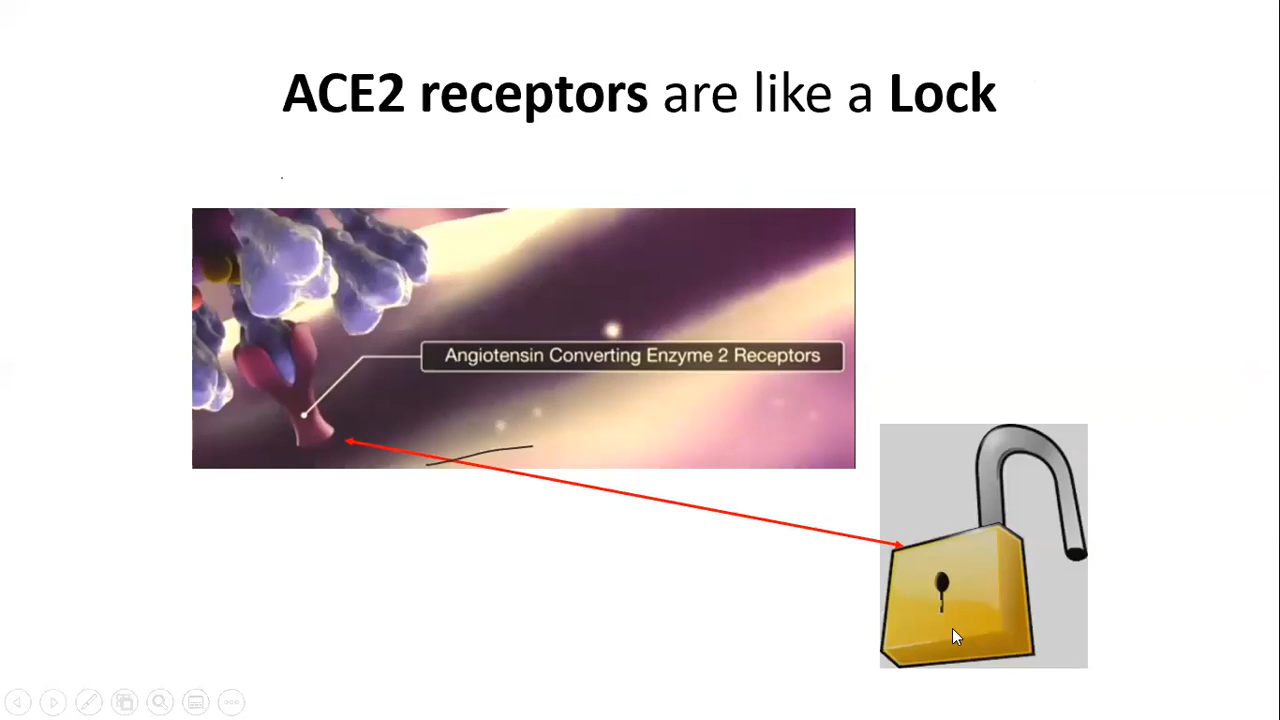 ACE2 receptors are like a Lock
Angiotensin Converting Enzyme 2 Receptors